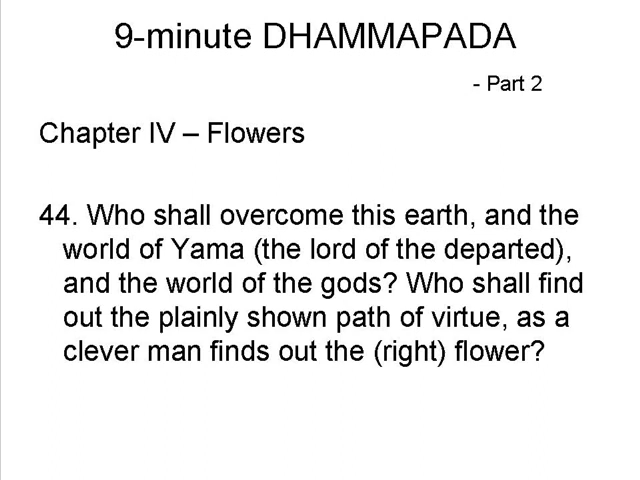 9-minute DHAMMAPADA
- Part 2
Chapter IV – Flowers
44. Who shall overcome this earth, and the
world of Yama (the lord of the departed),
and the world of the gods? Who shall find
out the plainly shown path of virtue, as a
clever man finds out the (right) flower?